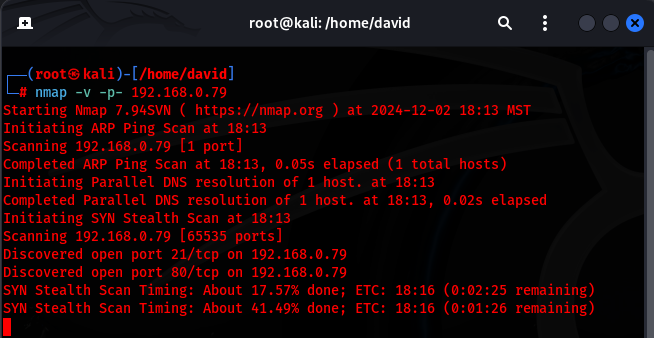 root@kali: /home/david
┌──(root㉿kali)-[/home/david]
└─# nmap -v -p- 192.168.0.79
Starting Nmap 7.94SVN ( https://nmap.org ) at 2024-12-02 18:13 MST
Initiating ARP Ping Scan at 18:13
Scanning 192.168.0.79 [1 port]
Completed ARP Ping Scan at 18:13, 0.05s elapsed (1 total hosts)
Initiating Parallel DNS resolution of 1 host. at 18:13
Completed Parallel DNS resolution of 1 host. at 18:13, 0.02s elapsed
Initiating SYN Stealth Scan at 18:13
Scanning 192.168.0.79 [65535 ports]
Discovered open port 21/tcp on 192.168.0.79
Discovered open port 80/tcp on 192.168.0.79
SYN Stealth Scan Timing: About 17.57% done; ETC: 18:16 (0:02:25 remaining)
SYN Stealth Scan Timing: About 41.49% done; ETC: 18:16 (0:01:26 remaining)